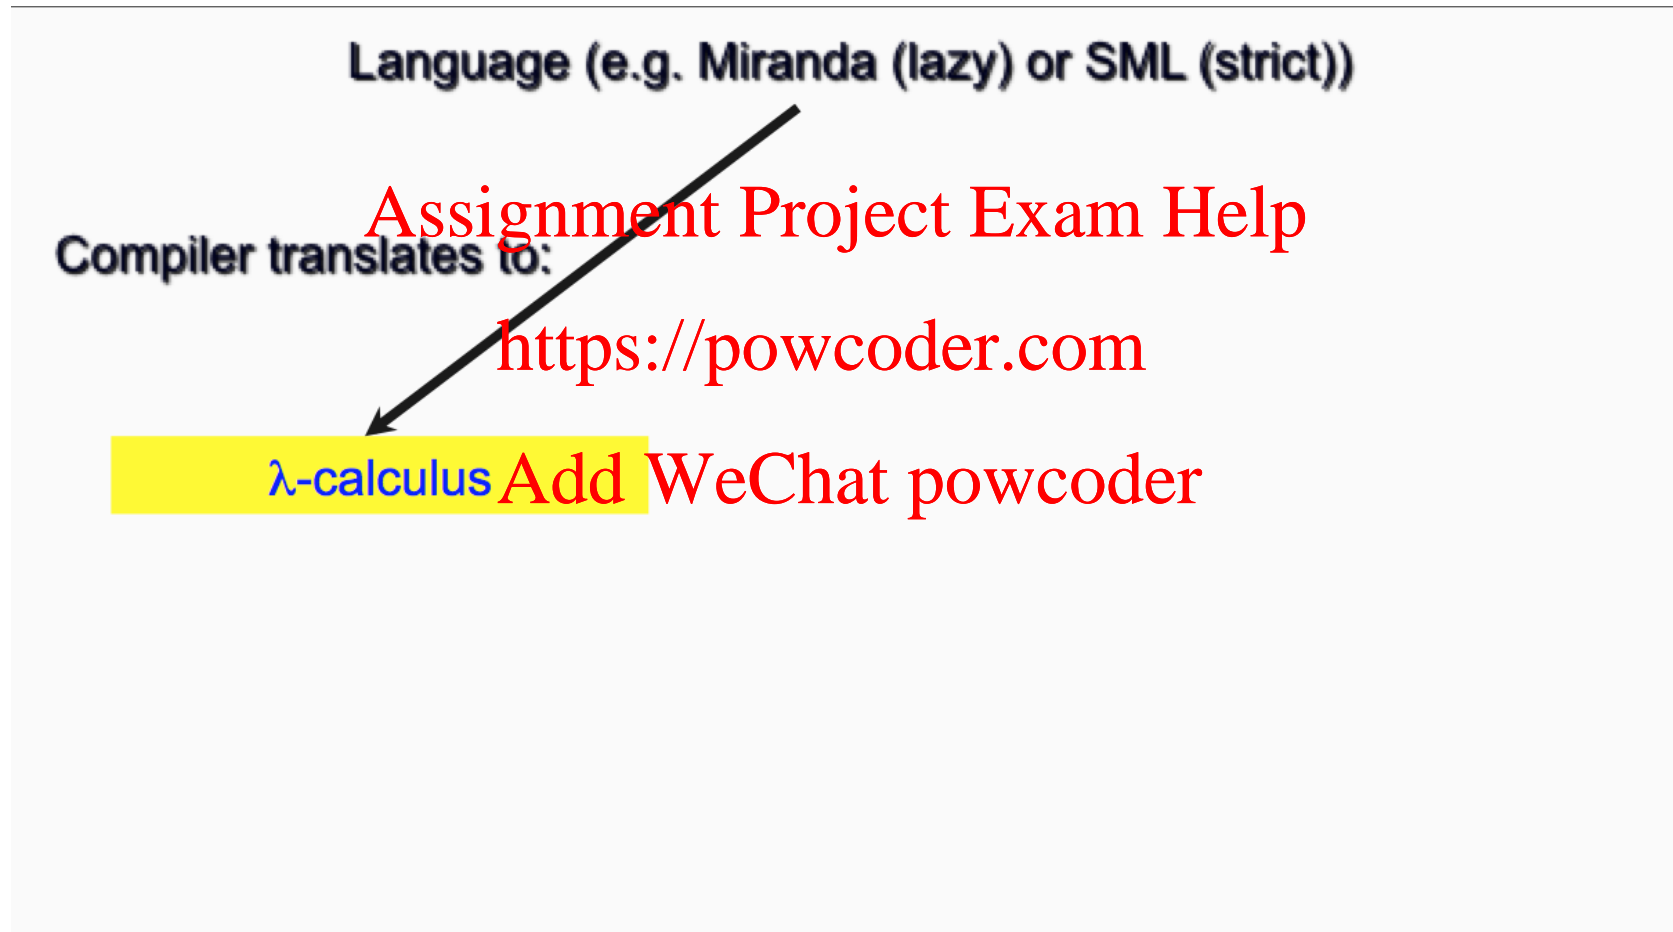 Language (e.g. Miranda (lazy) or SML (strict))
Assignment Project Exam Help
Compiler translates to:
https://powcoder.com
λ-calculus
Add WeChat powcoder